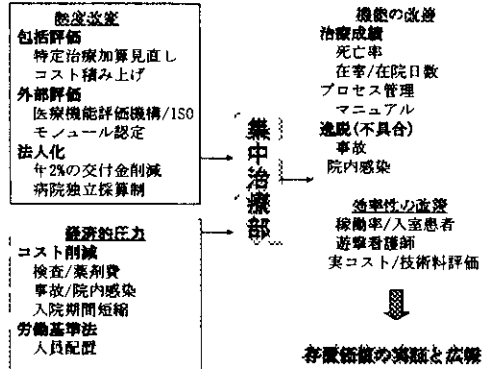 制度改変
包括評価
特定治療加算見直し
コスト積み上げ
外部評価
医療機能評価機構/ISO
モジュール認定
法人化
年2%の交付金削減
病院独立採算制
経済的圧力
コスト削減
検査/薬剤費
事故/院内感染
入院期間短縮
労働基準法
人員配置
集中治療部
機能の改善
治療成績
死亡率
在室/在院日数
プロセス管理
マニュアル
逸脱(不具合)
事故
院内感染
効率性の改善
稼働率/入室患者
遊撃看護師
実コスト/技術料評価
存在価値の実証と広報